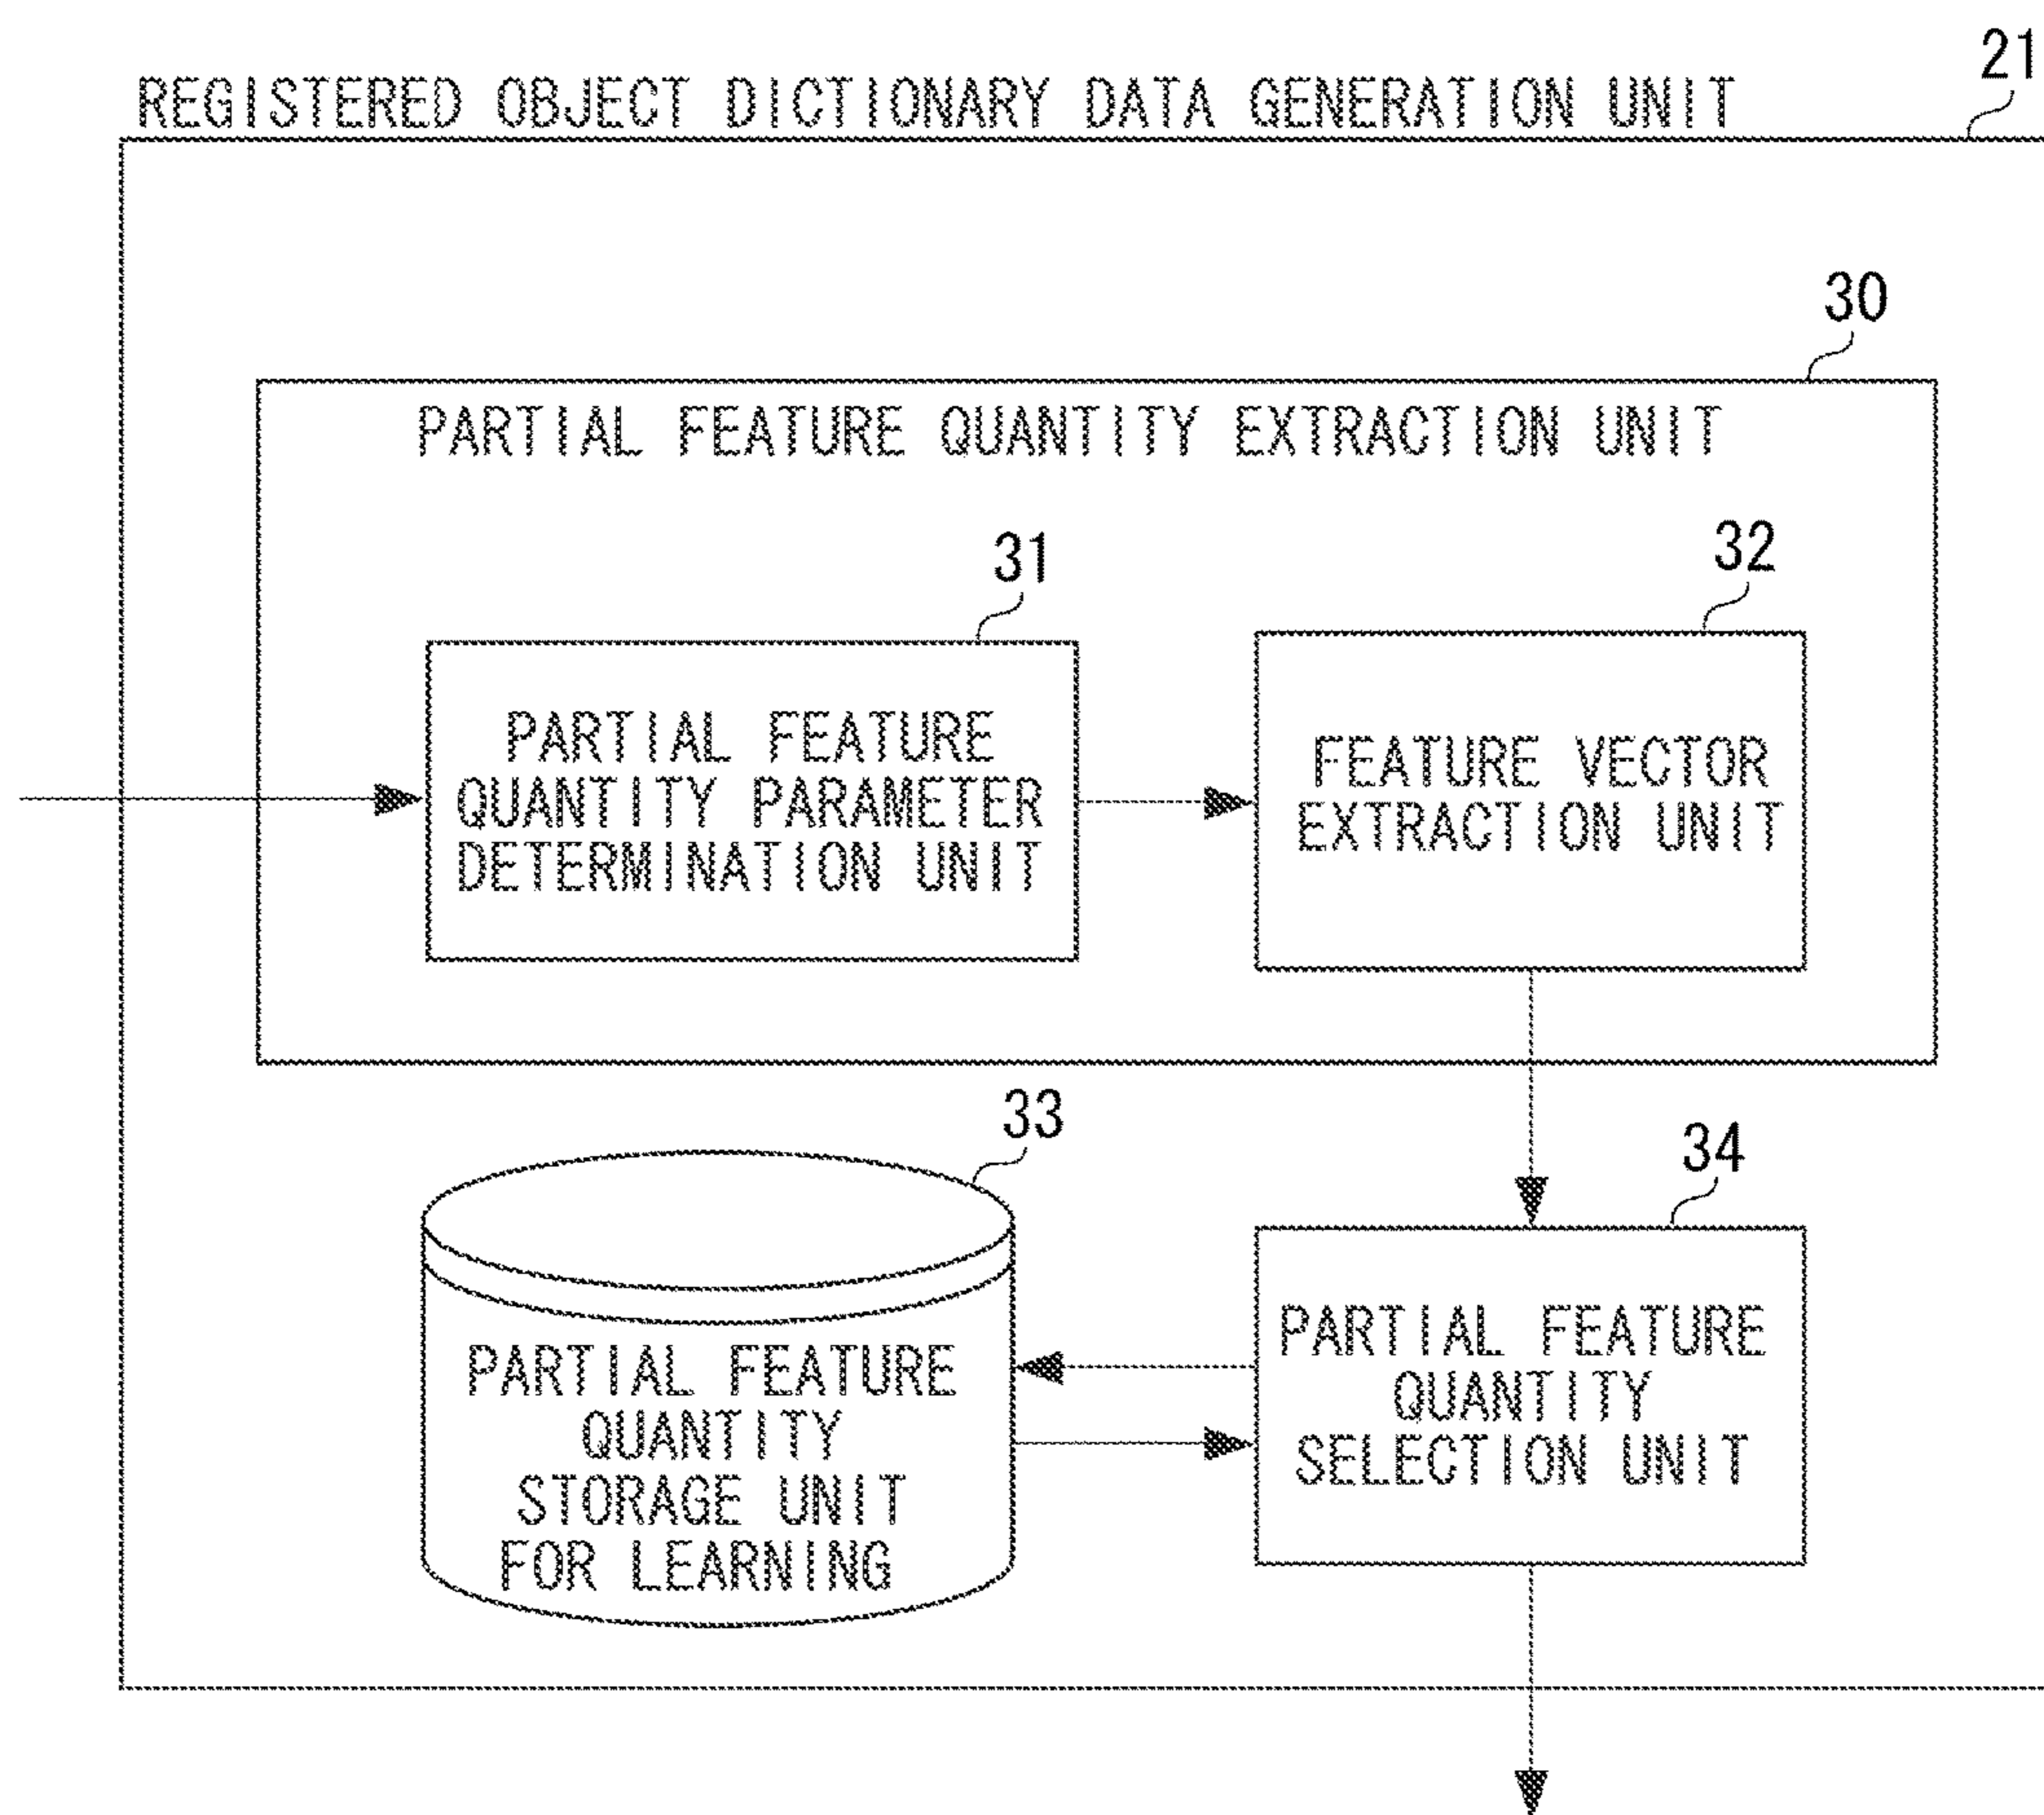 21
REGISTERED OBJECT DICTIONARY DATA GENERATION UNIT
30
PARTIAL FEATURE QUANTITY EXTRACTION UNIT
31
PARTIAL FEATURE
QUANTITY PARAMETER
DETERMINATION UNIT
32
FEATURE VECTOR
EXTRACTION UNIT
33
PARTIAL FEATURE
QUANTITY
STORAGE UNIT
FOR LEARNING
34
PARTIAL FEATURE
QUANTITY
SELECTION UNIT